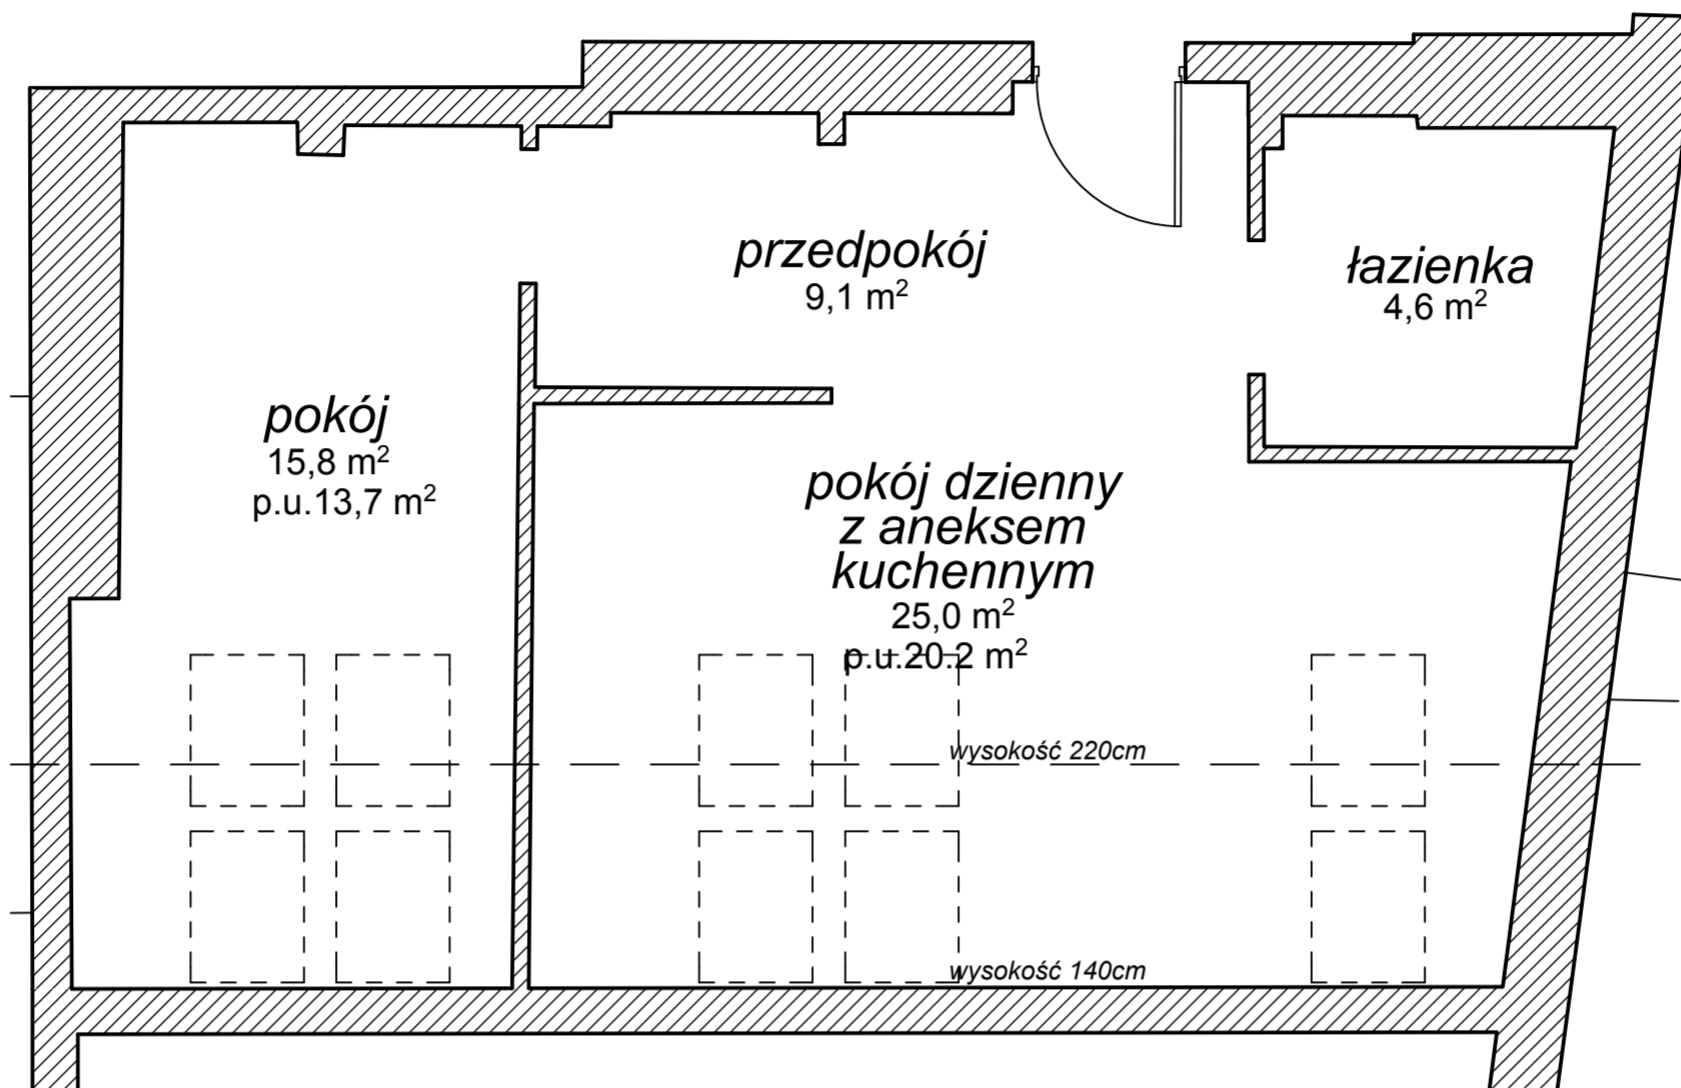 przedpokój
9,1 m²
łazienka
4,6 m²
pokój
15,8 m²
p.u.13,7 m²
pokój dzienny
z aneksem
kuchennym
25,0 m²
p.u.20.2 m²
wysokość 220cm
wysokość 140cm